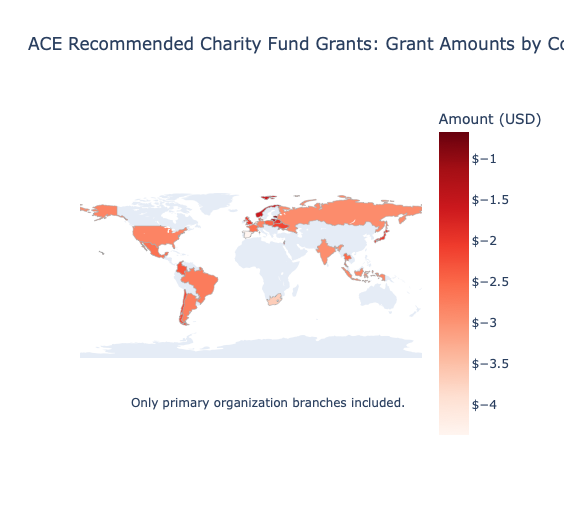 ACE Recommended Charity Fund Grants: Grant Amounts by Co
Amount (USD)
$−1
$−1.5
$−2
$−2.5
$−3
$−3.5
$−4
Only primary organization branches included.